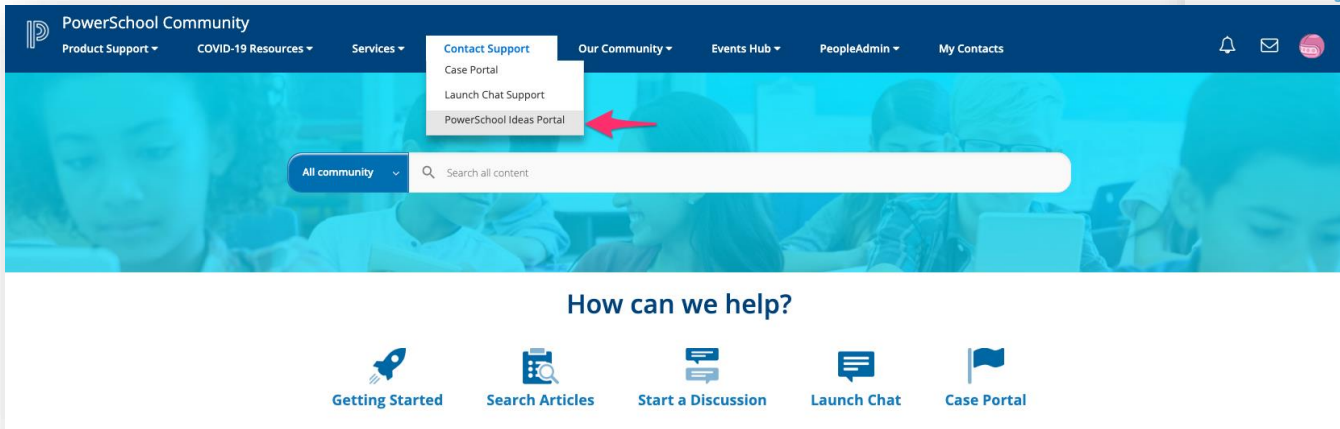 PowerSchool Community
Product Support COVID-19 Resources Services Contact Support Our Community Events Hub PeopleAdmin My Contacts
Case Portal
Launch Chat Support
PowerSchool Ideas Portal
All community Search all content
How can we help?
Getting Started Search Articles Start a Discussion Launch Chat Case Portal